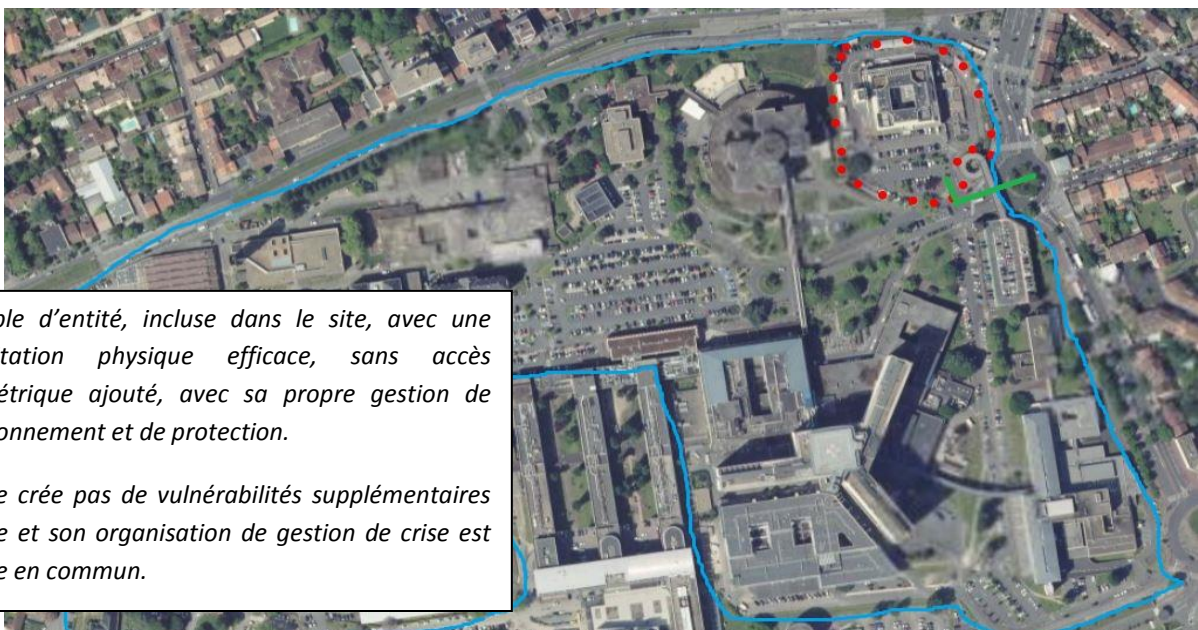 ple d’entité, incluse dans le site, avec une
tation physique efficace, sans accès
étrique ajouté, avec sa propre gestion de
onnement et de protection.
e crée pas de vulnérabilités supplémentaires
e et son organisation de gestion de crise est
e en commun.